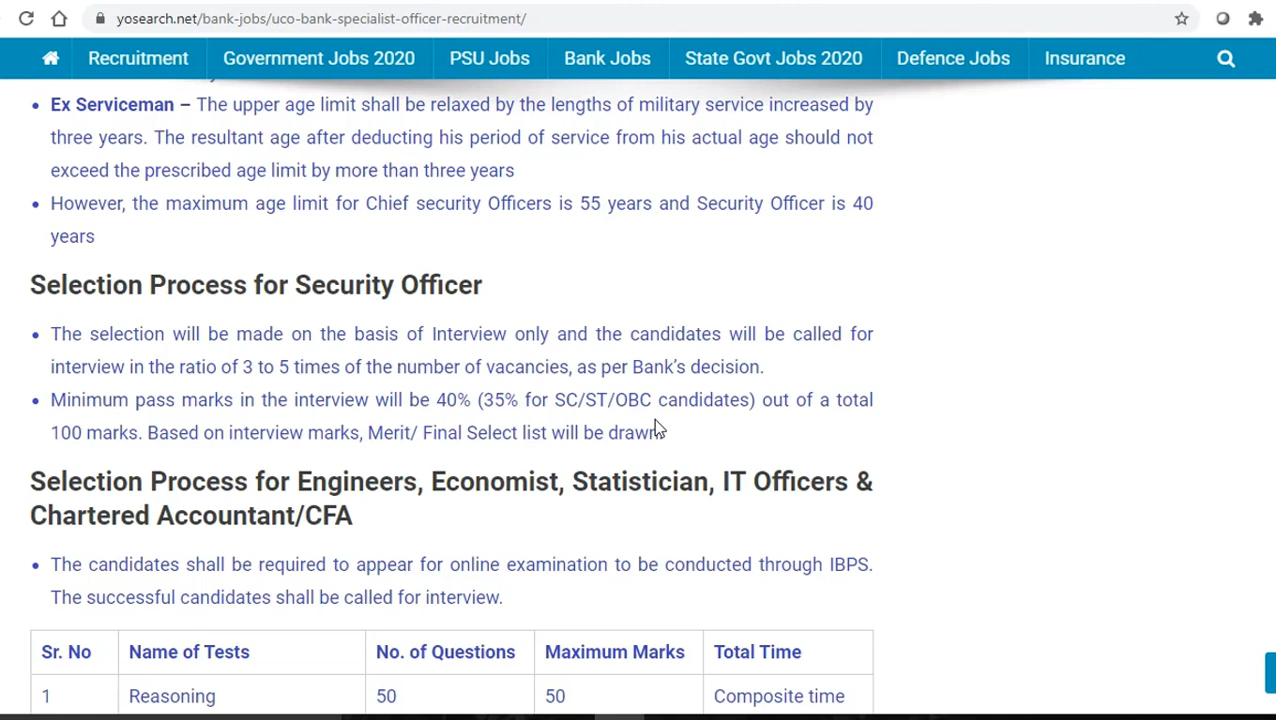 yosearch.net/bank-jobs/uco-bank-specialist-officer-recruitment/
Recruitment Government Jobs 2020 PSU Jobs Bank Jobs State Govt Jobs 2020 Defence Jobs Insurance
Ex Serviceman – The upper age limit shall be relaxed by the lengths of military service increased by
three years. The resultant age after deducting his period of service from his actual age should not
exceed the prescribed age limit by more than three years
However, the maximum age limit for Chief security Officers is 55 years and Security Officer is 40
years
Selection Process for Security Officer
The selection will be made on the basis of Interview only and the candidates will be called for
interview in the ratio of 3 to 5 times of the number of vacancies, as per Bank's decision.
Minimum pass marks in the interview will be 40% (35% for SC/ST/OBC candidates) out of a total
100 marks. Based on interview marks, Merit/ Final Select list will be drawn
Selection Process for Engineers, Economist, Statistician, IT Officers &
Chartered Accountant/CFA
The candidates shall be required to appear for online examination to be conducted through IBPS.
The successful candidates shall be called for interview.
Sr. No Name of Tests No. of Questions Maximum Marks Total Time
1 Reasoning 50 50 Composite time